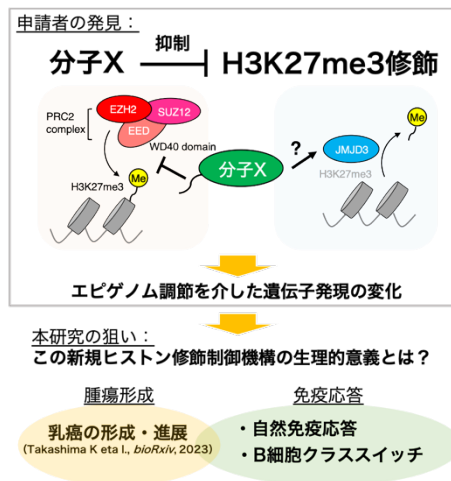 申請者の発見：
分子X 抑制 H3K27me3修飾
PRC2 complex
EZH2
SUZ12
EED
WD40 domain
Me
H3K27me3
分子X
?
JMJD3
Me
H3K27me3
エピゲノム調節を介した遺伝子発現の変化
本研究の狙い：
この新規ヒストン修飾制御機構の生理的意義とは？
腫瘍形成
免疫応答
乳癌の形成・進展
(Takashima K eta l., bioRxiv, 2023)
・自然免疫応答
・B細胞クラススイッチ